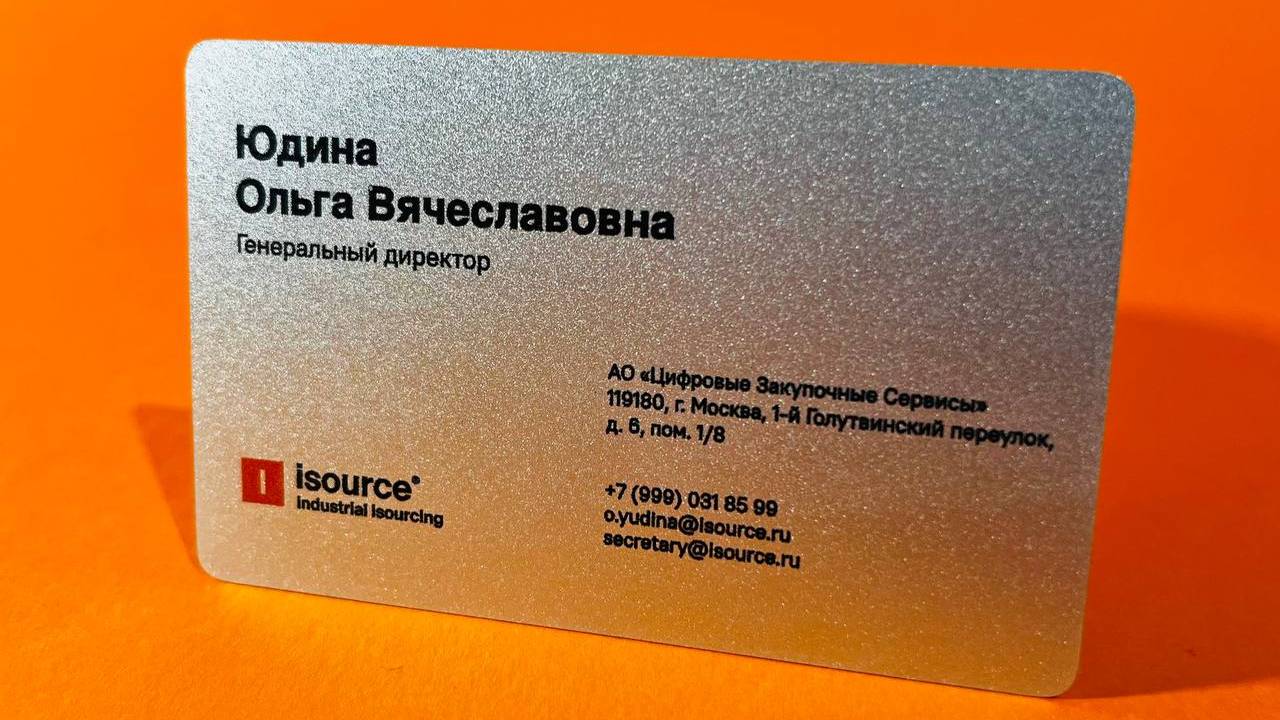 Юдина
Ольга Вячеславовна
Генеральный директор
АО «Цифровые Закупочные Сервисы»
119180, г. Москва, 1-й Голутвинский переулок,
д. 6, пом. 1/8
isource®
industrial isourcing
+7 (999) 031 85 99
o.yudina@isource.ru
secretary@isource.ru